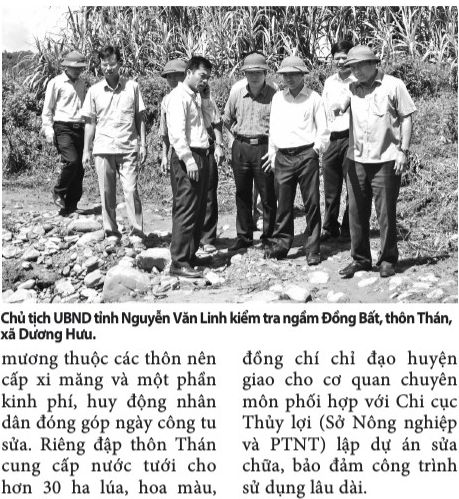 Chủ tịch UBND tỉnh Nguyễn Văn Linh kiểm tra ngầm Đồng Bất, thôn Thán,
xã Dương Hưu.
mương thuộc các thôn nên
cấp xi măng và một phần
kinh phí, huy động nhân
dân đóng góp ngày công tu
sửa. Riêng đập thôn Thán
cung cấp nước tưới cho
hơn 30 ha lúa, hoa màu,
đồng chí chỉ đạo huyện
giao cho cơ quan chuyên
môn phối hợp với Chi cục
Thủy lợi (Sở Nông nghiệp
và PTNT) lập dự án sửa
chữa, bảo đảm công trình
sử dụng lâu dài.